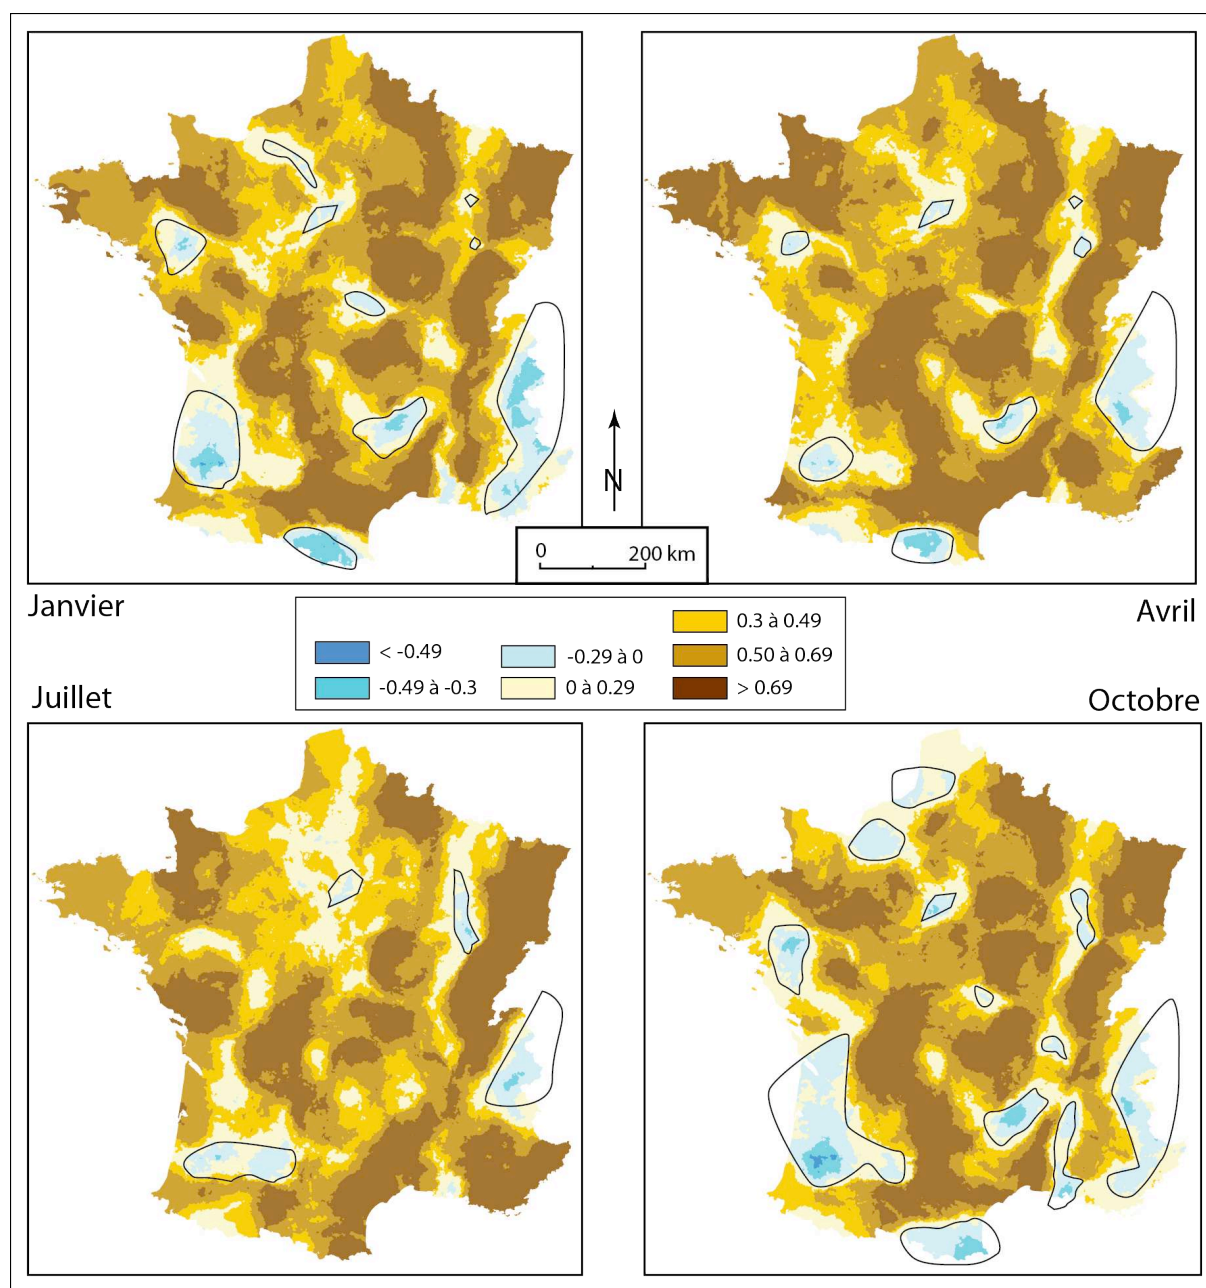 N
0 200 km
Janvier
Avril
< -0.49
-0.49 à -0.3
-0.29 à 0
0 à 0.29
0.3 à 0.49
0.50 à 0.69
> 0.69
Juillet
Octobre